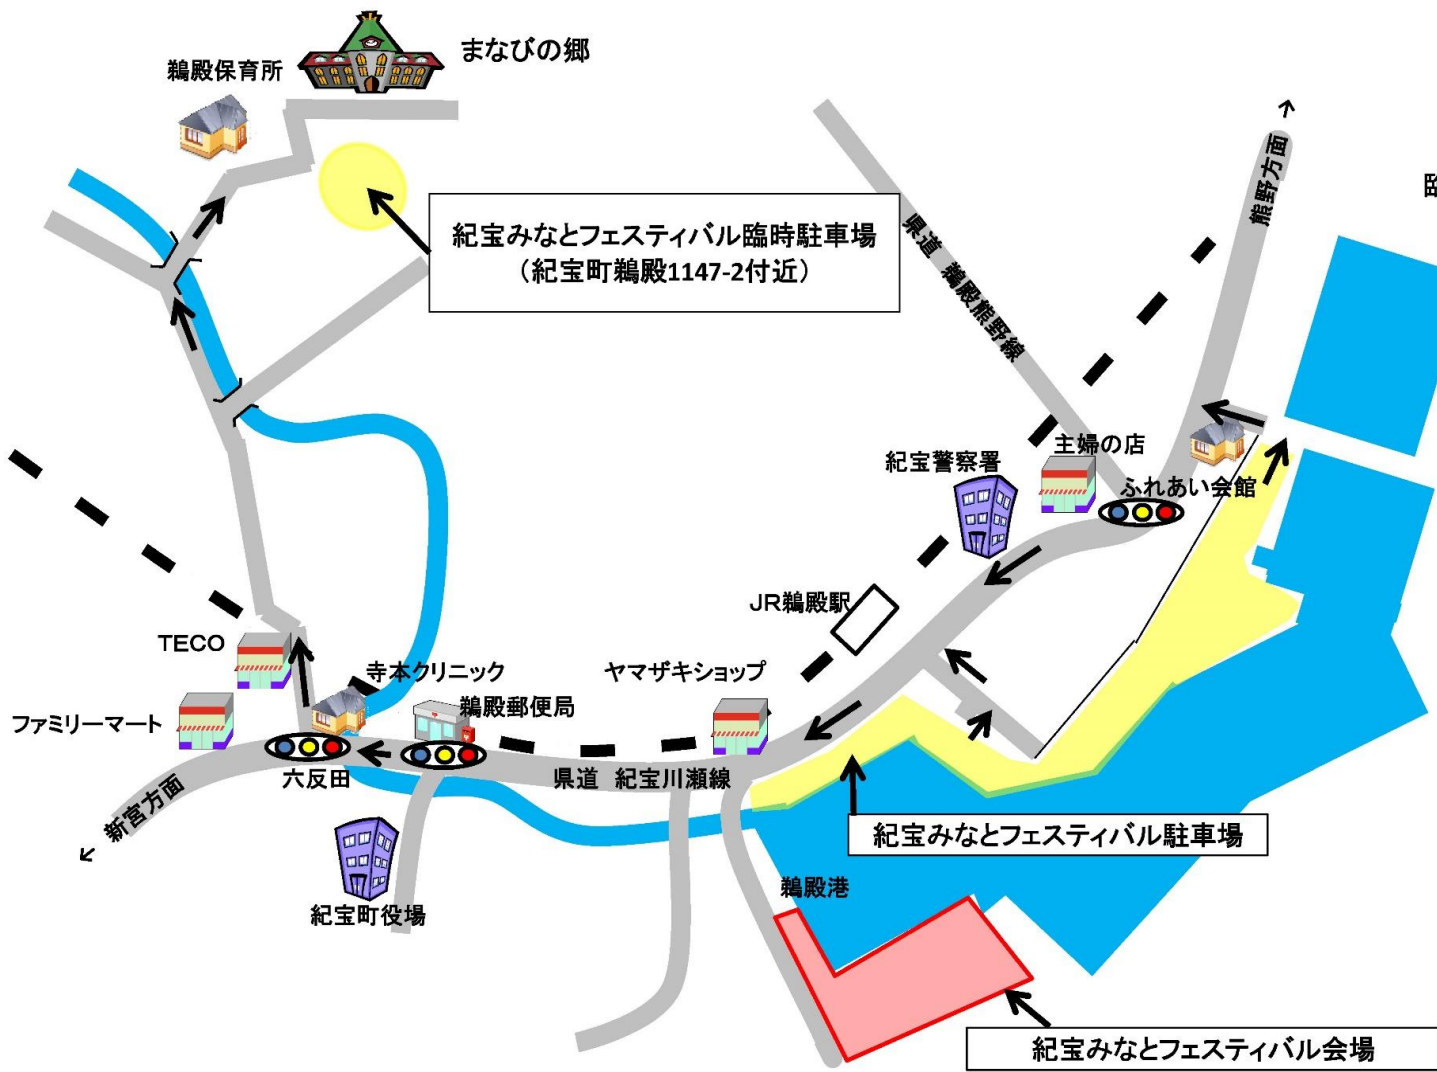 まなびの郷
鵜殿保育所
熊野方面
紀宝みなとフェスティバル臨時駐車場
（紀宝町鵜殿1147-2付近）
県道 鵜殿熊野線
主婦の店
紀宝警察署
ふれあい会館
JR鵜殿駅
TECO
寺本クリニック
ヤマザキショップ
鵜殿郵便局
ファミリーマート
六反田
県道 紀宝川瀬線
新宮方面
紀宝みなとフェスティバル駐車場
鵜殿港
紀宝町役場
紀宝みなとフェスティバル会場